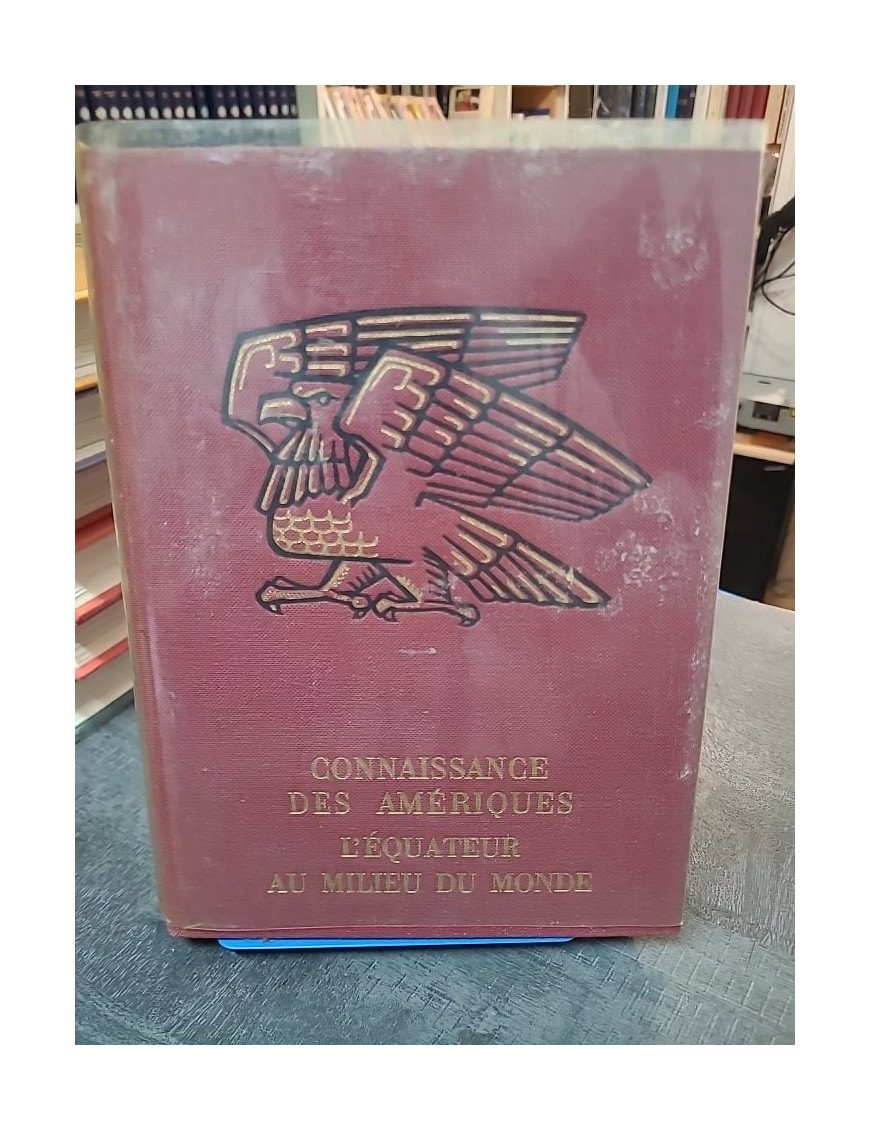 CONNAISSANCE
DES AMÉRIQUES
L'ÉQUATEUR
AU MILIEU DU MONDE